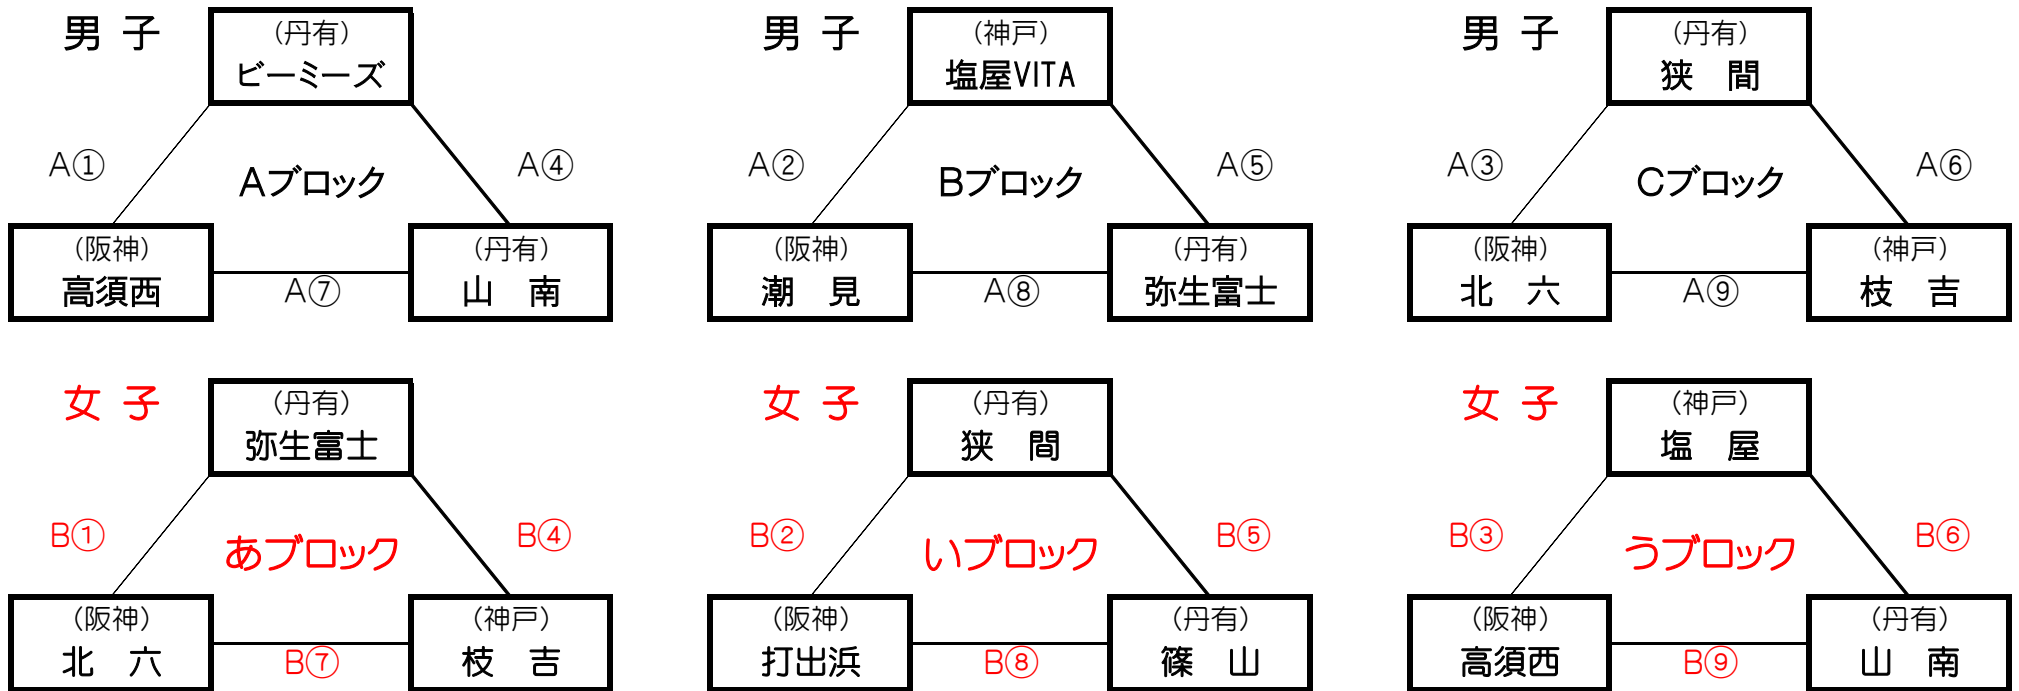 男 子
(丹有)
ビーミーズ
A① A④
Aブロック
(阪神)
高須西
(丹有)
山 南
A⑦
男 子
(神戸)
塩屋VITA
A② A⑤
Bブロック
(阪神)
潮 見
(丹有)
弥生富士
A⑧
男 子
(丹有)
狭 間
A③ A⑥
Cブロック
(阪神)
北 六
(神戸)
枝 吉
A⑨
女 子
(丹有)
弥生富士
B① B④
あブロック
(阪神)
北 六
(神戸)
枝 吉
B⑦
女 子
(丹有)
狭 間
B② B⑤
いブロック
(阪神)
打出浜
(丹有)
篠 山
B⑧
女 子
(神戸)
塩 屋
B③ B⑥
うブロック
(阪神)
高須西
(丹有)
山 南
B⑨